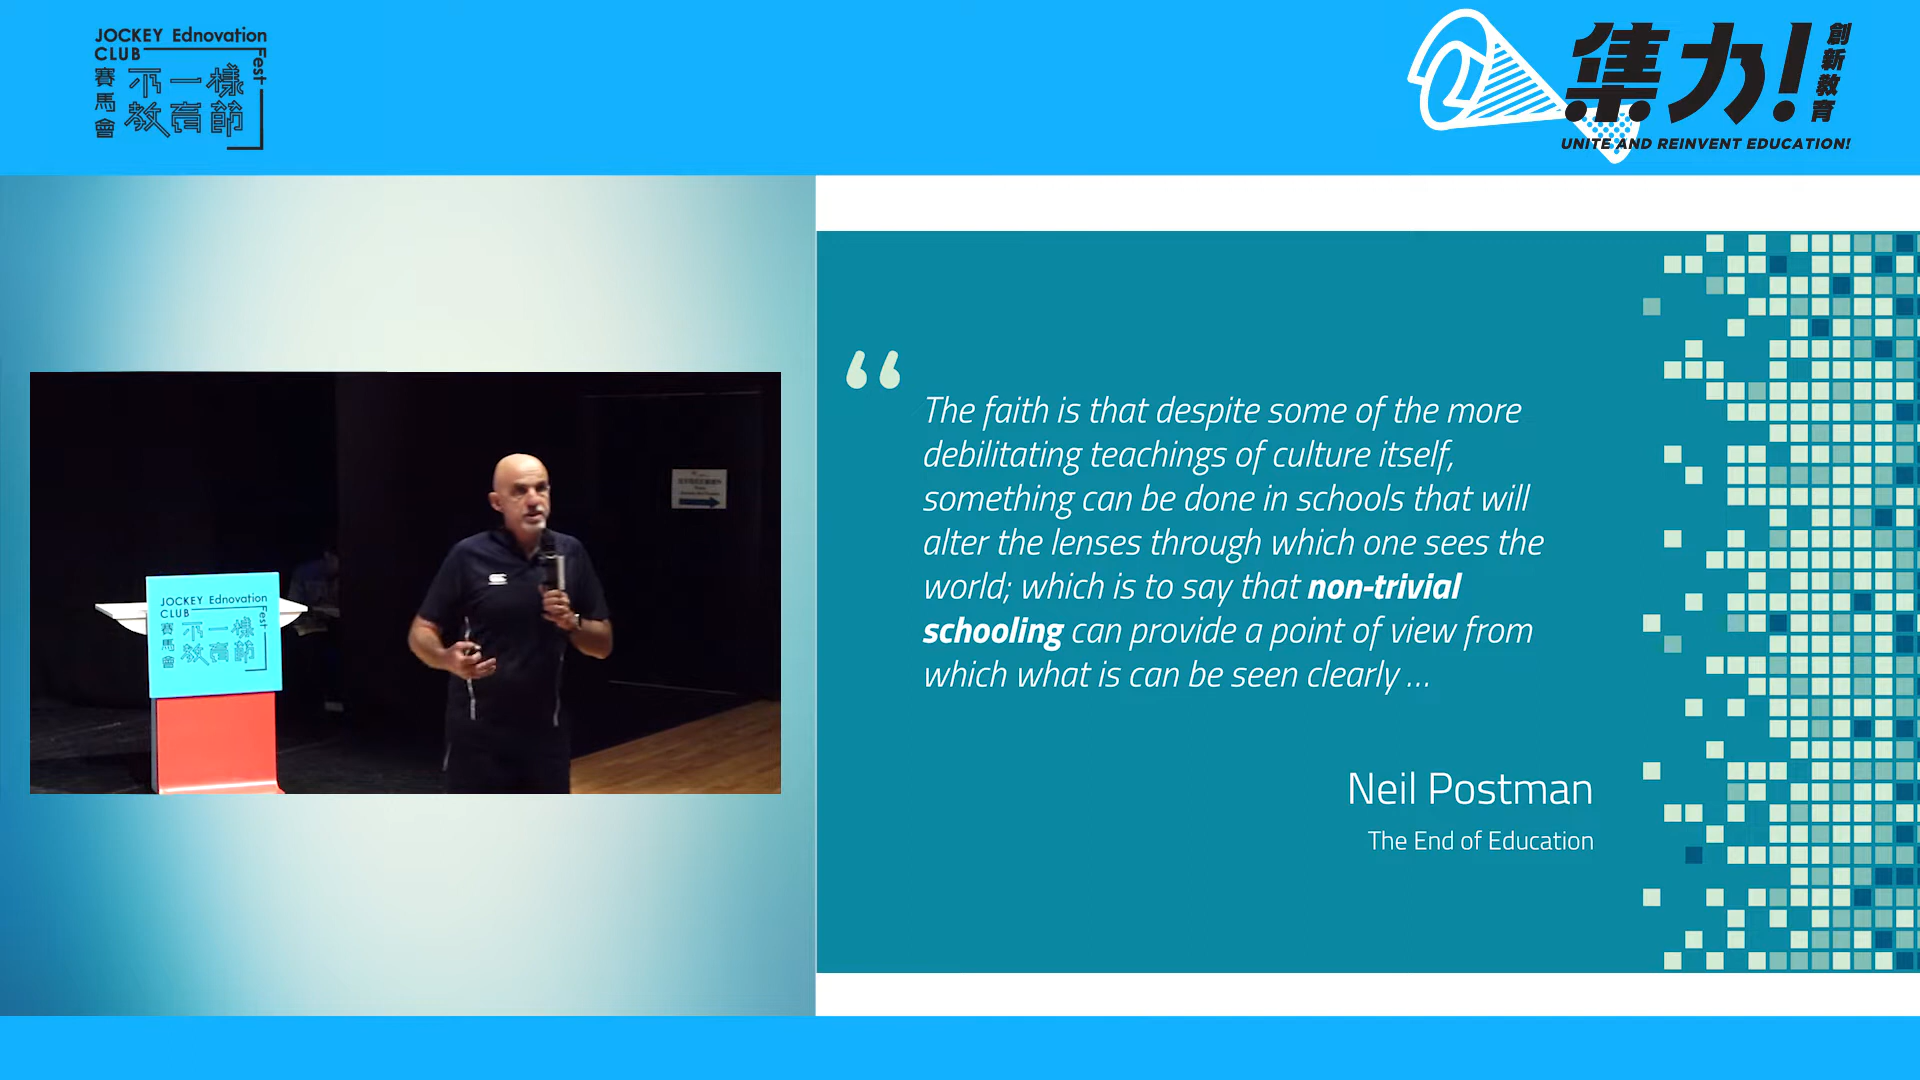 JOCKEY Ednovation
CLUB
Fest
賽馬會
不一樣
教育節
集力!
創新教育
UNITE AND REINVENT EDUCATION!
JOCKEY Ednovation
CLUB
Fest
賽馬會
不一樣
教育節
“
The faith is that despite some of the more
debilitating teachings of culture itself,
something can be done in schools that will
alter the lenses through which one sees the
world; which is to say that non-trivial
schooling can provide a point of view from
which what is can be seen clearly …
Neil Postman
The End of Education